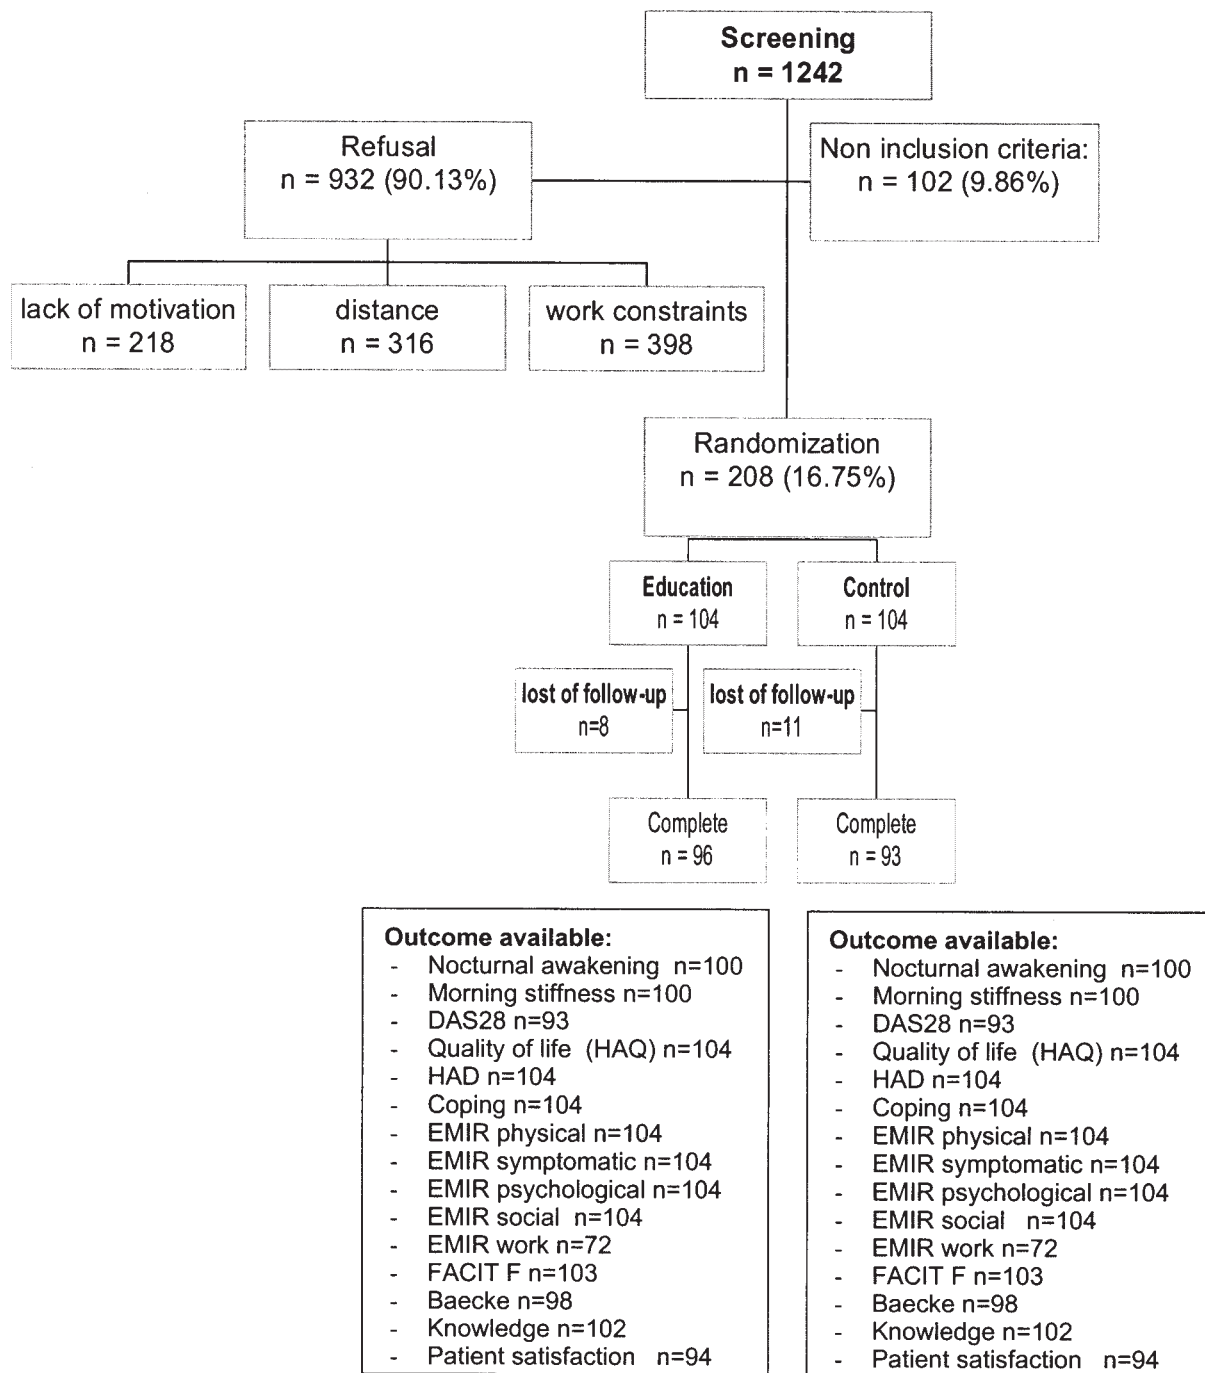 Screening
n = 1242
Refusal
n = 932 (90.13%)
Non inclusion criteria:
n = 102 (9.86%)
lack of motivation
n = 218
distance
n = 316
work constraints
n = 398
Randomization
n = 208 (16.75%)
Education
n = 104
Control
n = 104
lost of follow-up
n=8
lost of follow-up
n=11
Complete
n = 96
Complete
n = 93
Outcome available:
- Nocturnal awakening n=100
- Morning stiffness n=100
- DAS28 n=93
- Quality of life (HAQ) n=104
- HAD n=104
- Coping n=104
- EMIR physical n=104
- EMIR symptomatic n=104
- EMIR psychological n=104
- EMIR social n=104
- EMIR work n=72
- FACIT F n=103
- Baecke n=98
- Knowledge n=102
- Patient satisfaction n=94
Outcome available:
- Nocturnal awakening n=100
- Morning stiffness n=100
- DAS28 n=93
- Quality of life (HAQ) n=104
- HAD n=104
- Coping n=104
- EMIR physical n=104
- EMIR symptomatic n=104
- EMIR psychological n=104
- EMIR social n=104
- EMIR work n=72
- FACIT F n=103
- Baecke n=98
- Knowledge n=102
- Patient satisfaction n=94